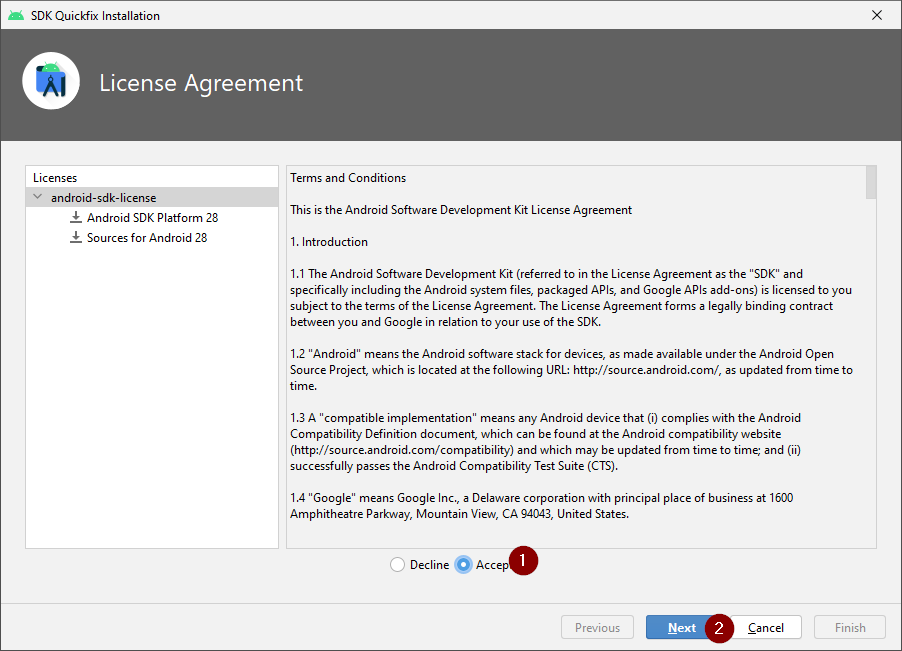 SDK Quickfix Installation
License Agreement
Licenses
android-sdk-license
Android SDK Platform 28
Sources for Android 28
Terms and Conditions
This is the Android Software Development Kit License Agreement
1. Introduction
1.1 The Android Software Development Kit (referred to in the License Agreement as the "SDK" and
specifically including the Android system files, packaged APIs, and Google APIs add-ons) is licensed to you
subject to the terms of the License Agreement. The License Agreement forms a legally binding contract
between you and Google in relation to your use of the SDK.
1.2 "Android" means the Android software stack for devices, as made available under the Android Open
Source Project, which is located at the following URL: http://source.android.com/, as updated from time to
time.
1.3 A "compatible implementation" means any Android device that (i) complies with the Android
Compatibility Definition document, which can be found at the Android compatibility website
(http://source.android.com/compatibility) and which may be updated from time to time; and (ii)
successfully passes the Android Compatibility Test Suite (CTS).
1.4 "Google" means Google Inc., a Delaware corporation with principal place of business at 1600
Amphitheatre Parkway, Mountain View, CA 94043, United States.
Decline Accep 1
Previous Next 2 Cancel Finish